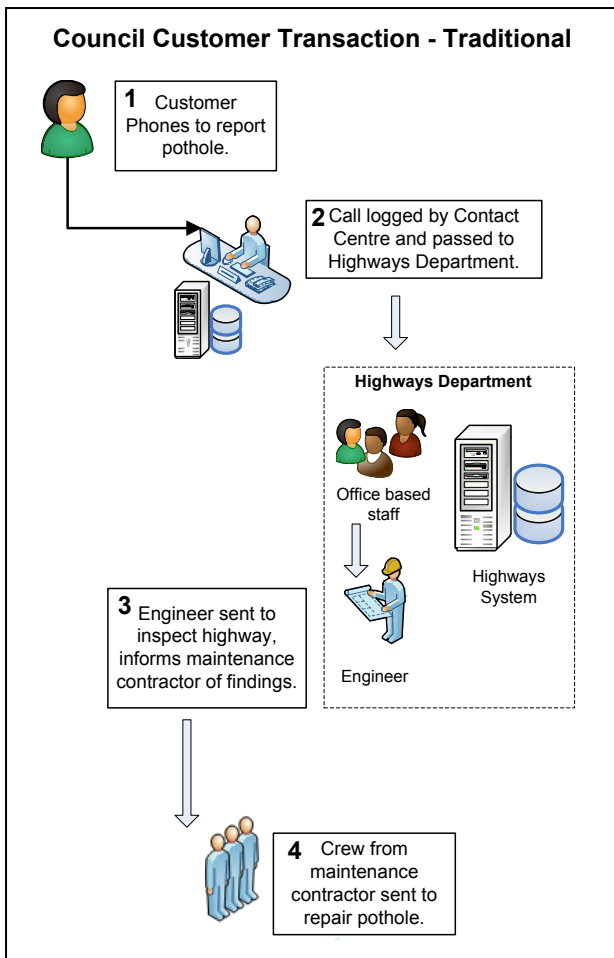 Council Customer Transaction - Traditional
1 Customer
Phones to report
pothole.
2 Call logged by Contact
Centre and passed to
Highways Department.
Highways Department
Office based
staff
Highways
System
Engineer
3 Engineer sent to
inspect highway,
informs maintenance
contractor of findings.
4 Crew from
maintenance
contractor sent to
repair pothole.